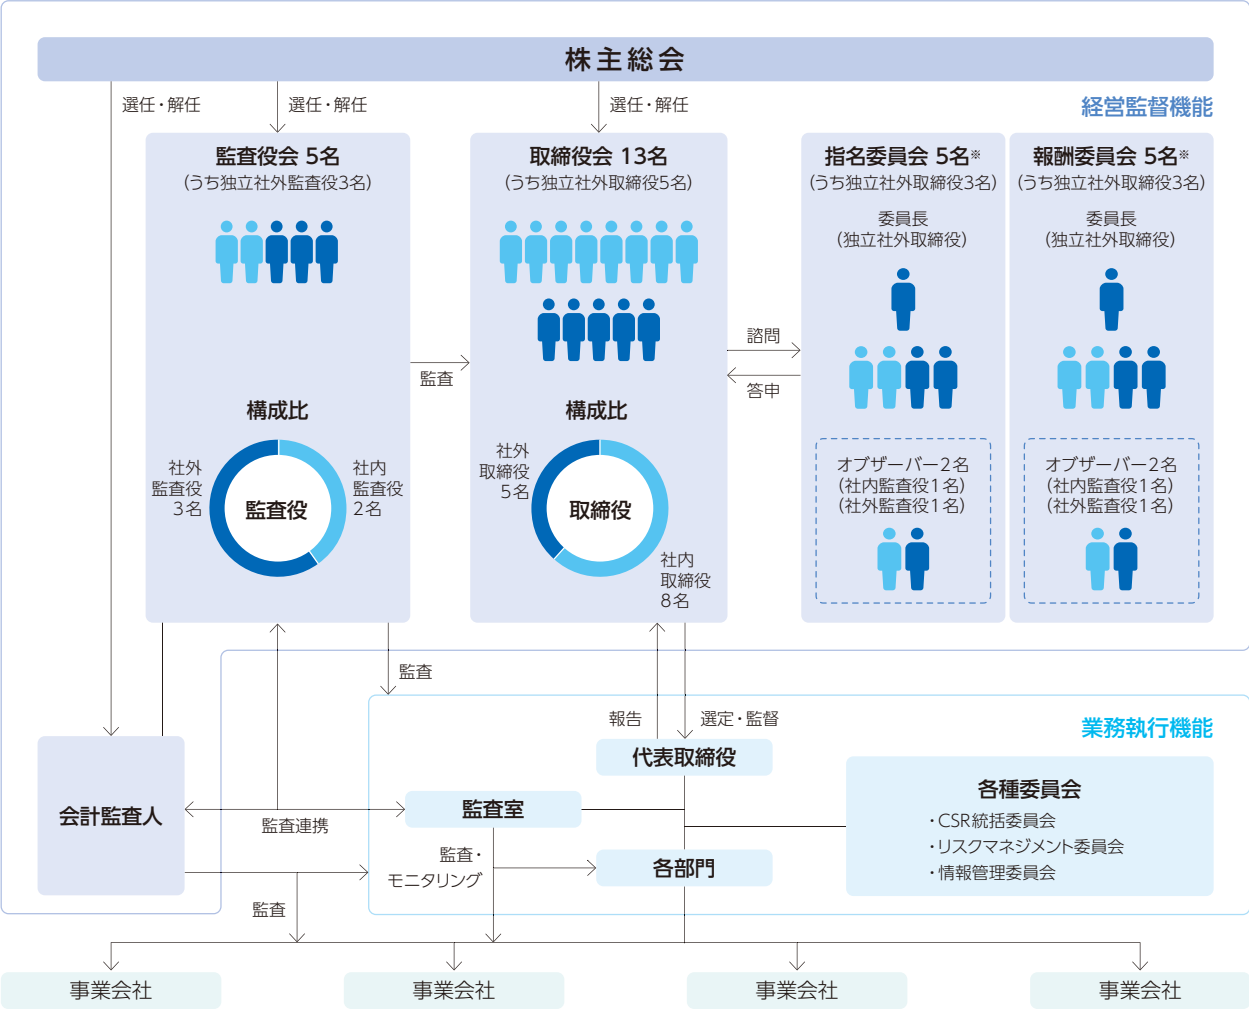 株主総会
選任・解任
選任・解任
選任・解任
経営監督機能
監査役会 5名
(うち独立社外監査役3名)
構成比
社外
監査役
3名
監査役
社内
監査役
2名
監査
取締役会 13名
(うち独立社外取締役5名)
構成比
社外
取締役
5名
取締役
社内
取締役
8名
諮問
答申
指名委員会 5名※
(うち独立社外取締役3名)
委員長
(独立社外取締役)
オブザーバー2名
(社内監査役1名)
(社外監査役1名)
報酬委員会 5名※
(うち独立社外取締役3名)
委員長
(独立社外取締役)
オブザーバー2名
(社内監査役1名)
(社外監査役1名)
監査
報告
選定・監督
業務執行機能
代表取締役
会計監査人
監査連携
監査室
監査・
モニタリング
各部門
各種委員会
・CSR統括委員会
・リスクマネジメント委員会
・情報管理委員会
監査
事業会社
事業会社
事業会社
事業会社